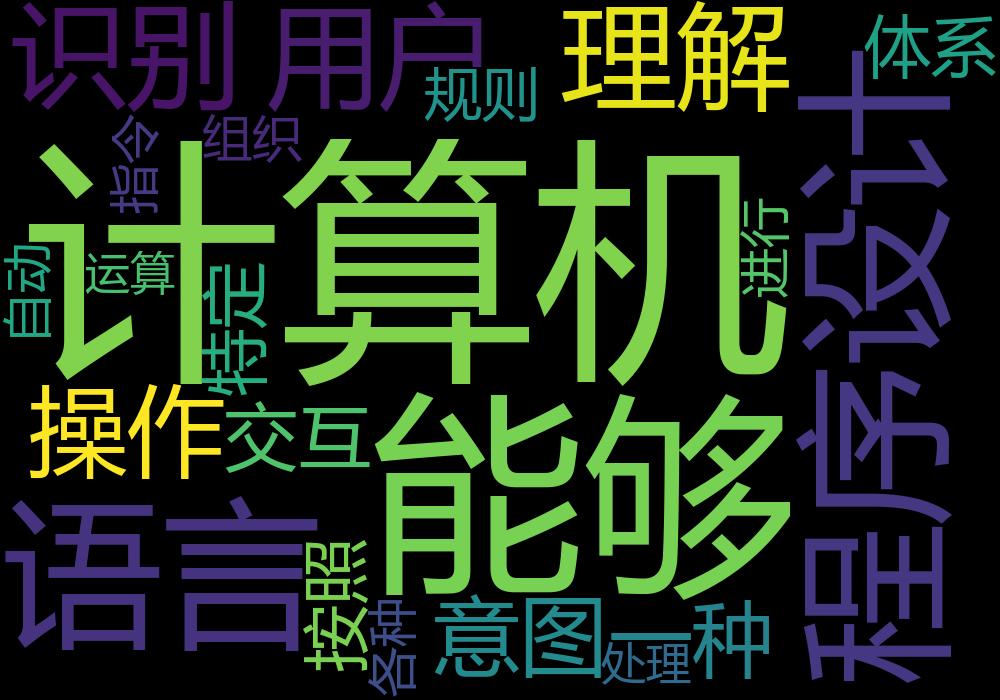 识别
用户
理解
体系
规则
指令
组织
计算机
程序设计
进行
自动
运算
特定
操作
交互
能够
语言
按照
各种
意图
一种
处理